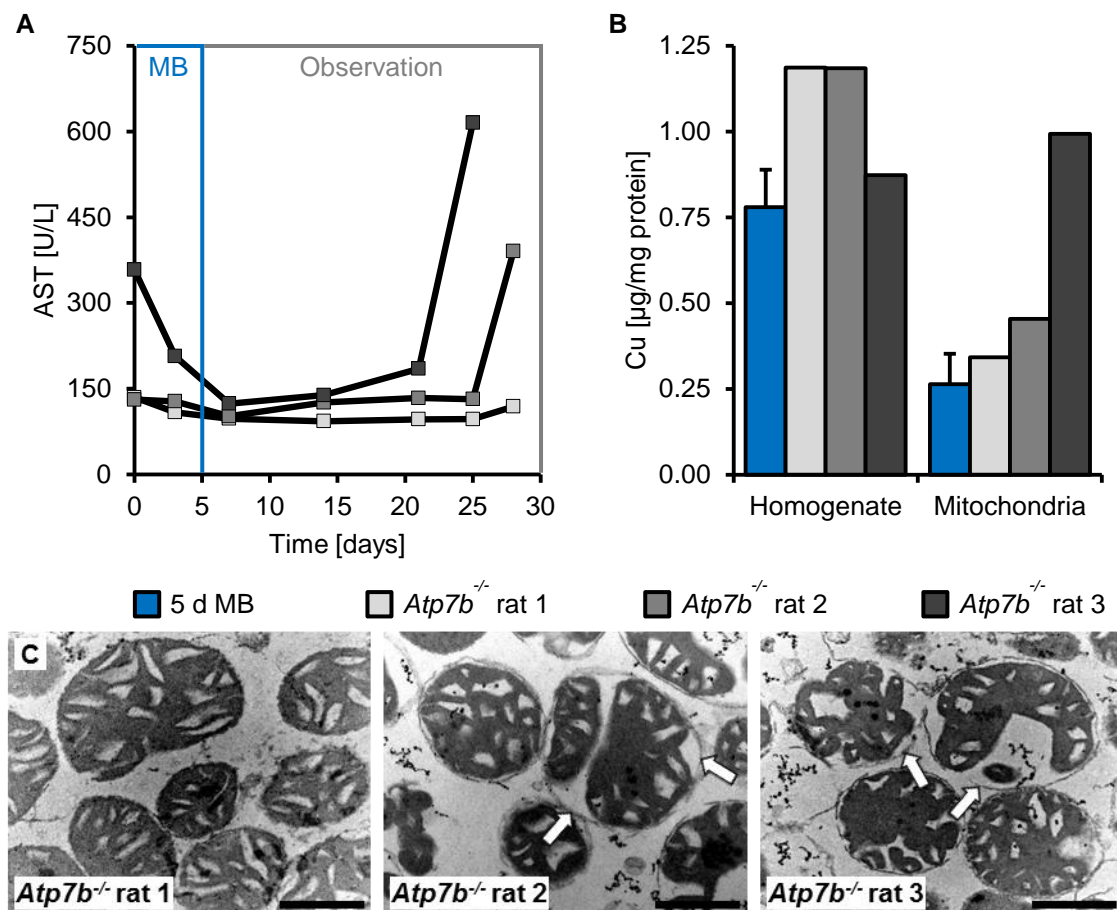 A
B
750
600
450
300
150
0
AST [U/L]
MB
Observation
0 5 10 15 20 25 30
Time [days]
1.25
1.00
0.75
0.50
0.25
0.00
Cu [µg/mg protein]
Homogenate Mitochondria
5 d MB
Atp7b-/- rat 1
Atp7b-/- rat 2
Atp7b-/- rat 3
C
Atp7b-/- rat 1
Atp7b-/- rat 2
Atp7b-/- rat 3